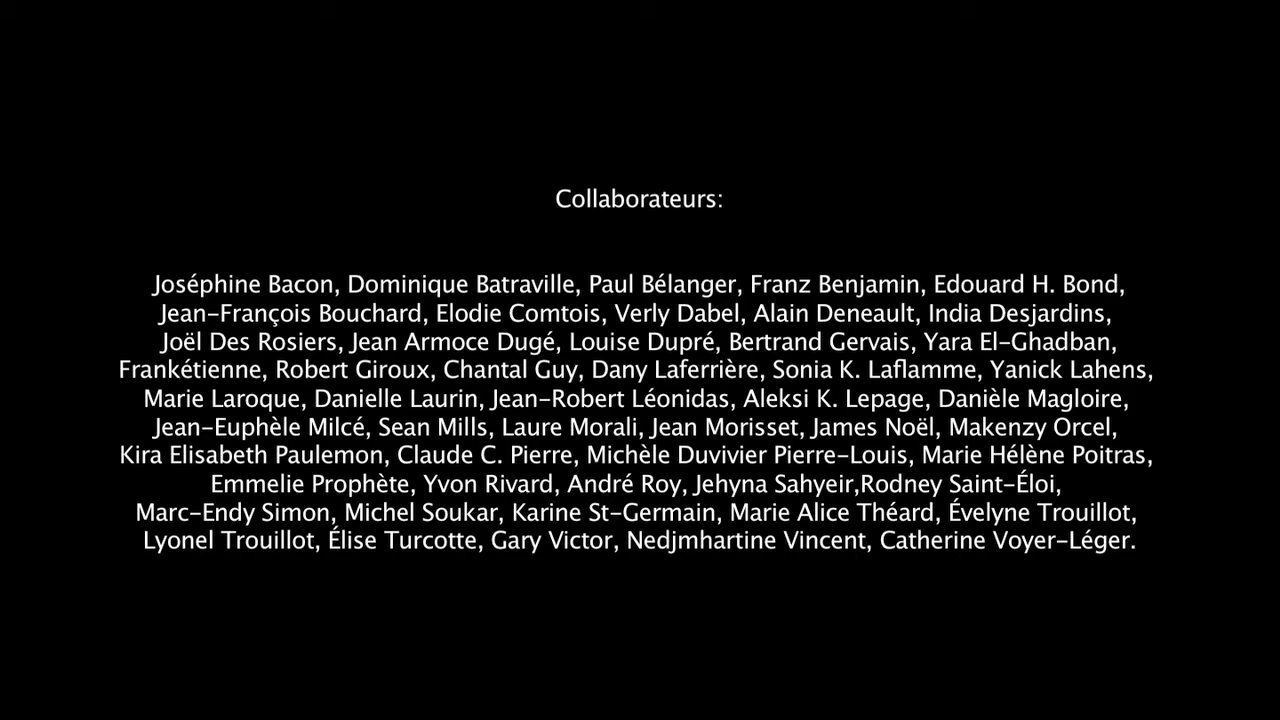 Collaborateurs:
Joséphine Bacon, Dominique Batraville, Paul Bélanger, Franz Benjamin, Edouard H. Bond,
Jean-François Bouchard, Elodie Comtois, Verly Dabel, Alain Deneault, India Desjardins,
Joël Des Rosiers, Jean Armoce Dugé, Louise Dupré, Bertrand Gervais, Yara El-Ghadban,
Frankétienne, Robert Giroux, Chantal Guy, Dany Laferrière, Sonia K. Laflamme, Yanick Lahens,
Marie Laroque, Danielle Laurin, Jean-Robert Léonidas, Aleksi K. Lepage, Danièle Magloire,
Jean-Euphèle Milcé, Sean Mills, Laure Morali, Jean Morisset, James Noël, Makenzy Orcel,
Kira Elisabeth Paulemon, Claude C. Pierre, Michèle Duvivier Pierre-Louis, Marie Hélène Poitras,
Emmelie Prophète, Yvon Rivard, André Roy, Jehyna Sahyeir,Rodney Saint-Éloi,
Marc-Endy Simon, Michel Soukar, Karine St-Germain, Marie Alice Théard, Évelyne Trouillot,
Lyonel Trouillot, Élise Turcotte, Gary Victor, Nedjmhartine Vincent, Catherine Voyer-Léger.